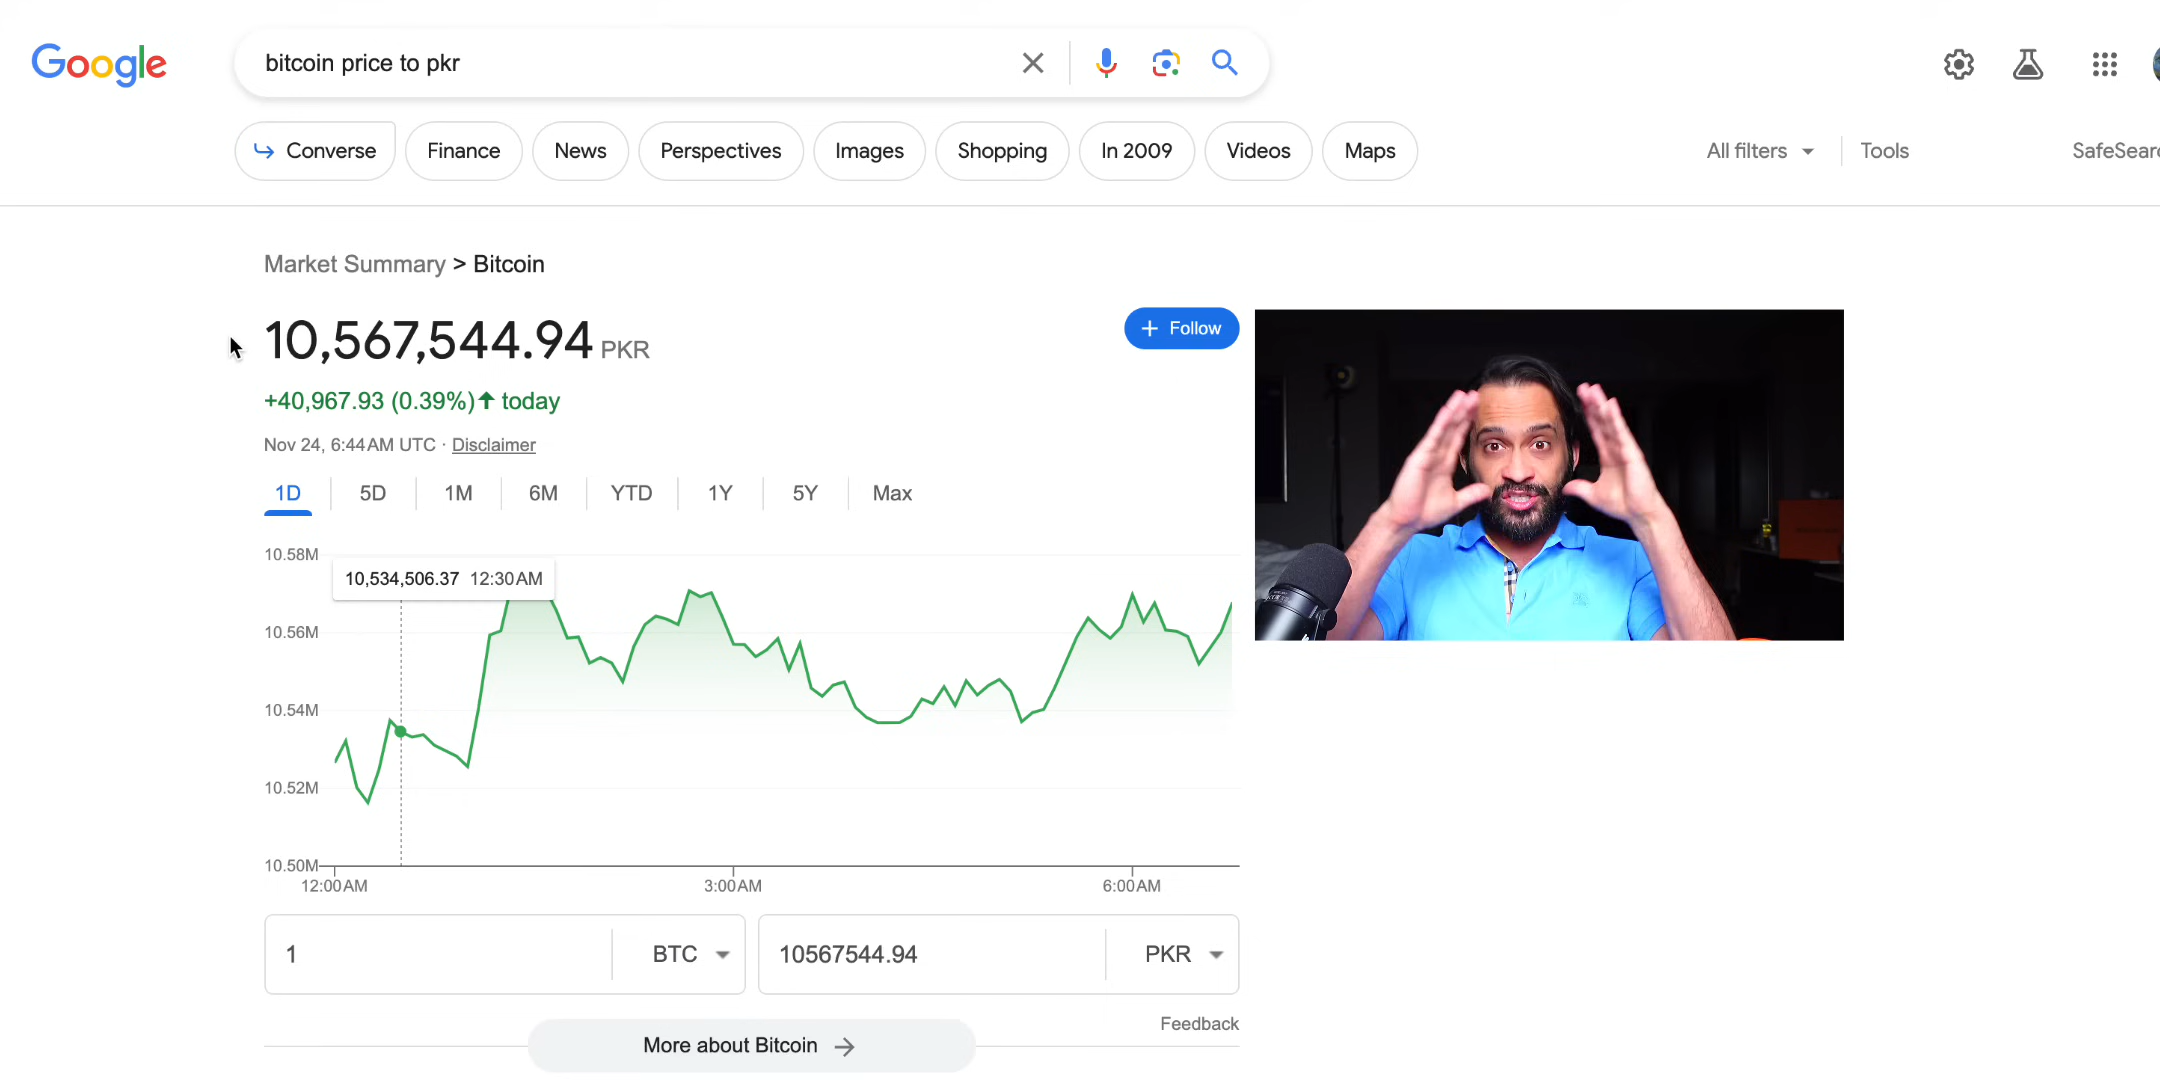 Google
bitcoin price to pkr
Converse Finance News Perspectives Images Shopping In 2009 Videos Maps All filters Tools SafeSearc
Market Summary > Bitcoin
10,567,544.94 PKR
+ Follow
+40,967.93 (0.39%) today
Nov 24, 6:44 AM UTC · Disclaimer
1D 5D 1M 6M YTD 1Y 5Y Max
10.58M
10,534,506.37 12:30 AM
10.56M
10.54M
10.52M
10.50M
12:00 AM 3:00 AM 6:00 AM
1 BTC 10567544.94 PKR
Feedback
More about Bitcoin